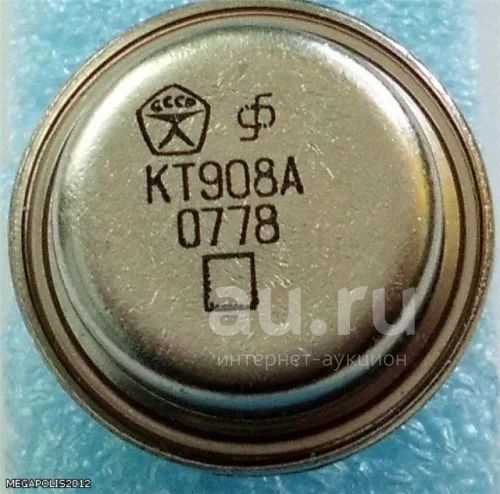 СССР
КТ908А
0778
au.ru
интернет-аукцион
MEGAPOLIS2012